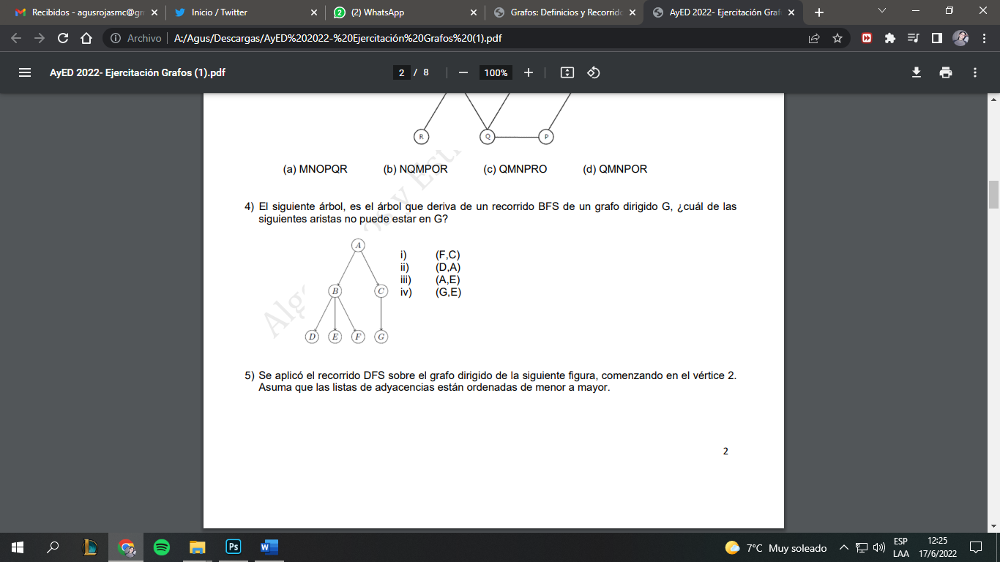 Recibidos - agusrojasmc@gm
Inicio / Twitter
(2) WhatsApp
Grafos: Definicios y Recorrido
AyED 2022- Ejercitación Graf
Archivo
A:/Agus/Descargas/AyED%202022-%20Ejercitación%20Grafos%20(1).pdf
AyED 2022- Ejercitación Grafos (1).pdf
2 / 8
100%
R
Q
P
(a) MNOPQR (b) NQMPOR (c) QMNPRO (d) QMNPOR
4) El siguiente árbol, es el árbol que deriva de un recorrido BFS de un grafo dirigido G, ¿cuál de las
siguientes aristas no puede estar en G?
A
B
C
D
E
F
G
i) (F,C)
ii) (D,A)
iii) (A,E)
iv) (G,E)
5) Se aplicó el recorrido DFS sobre el grafo dirigido de la siguiente figura, comenzando en el vértice 2.
Asuma que las listas de adyacencias están ordenadas de menor a mayor.
2
Ps
7°C Muy soleado
ESP
LAA
12:25
17/6/2022